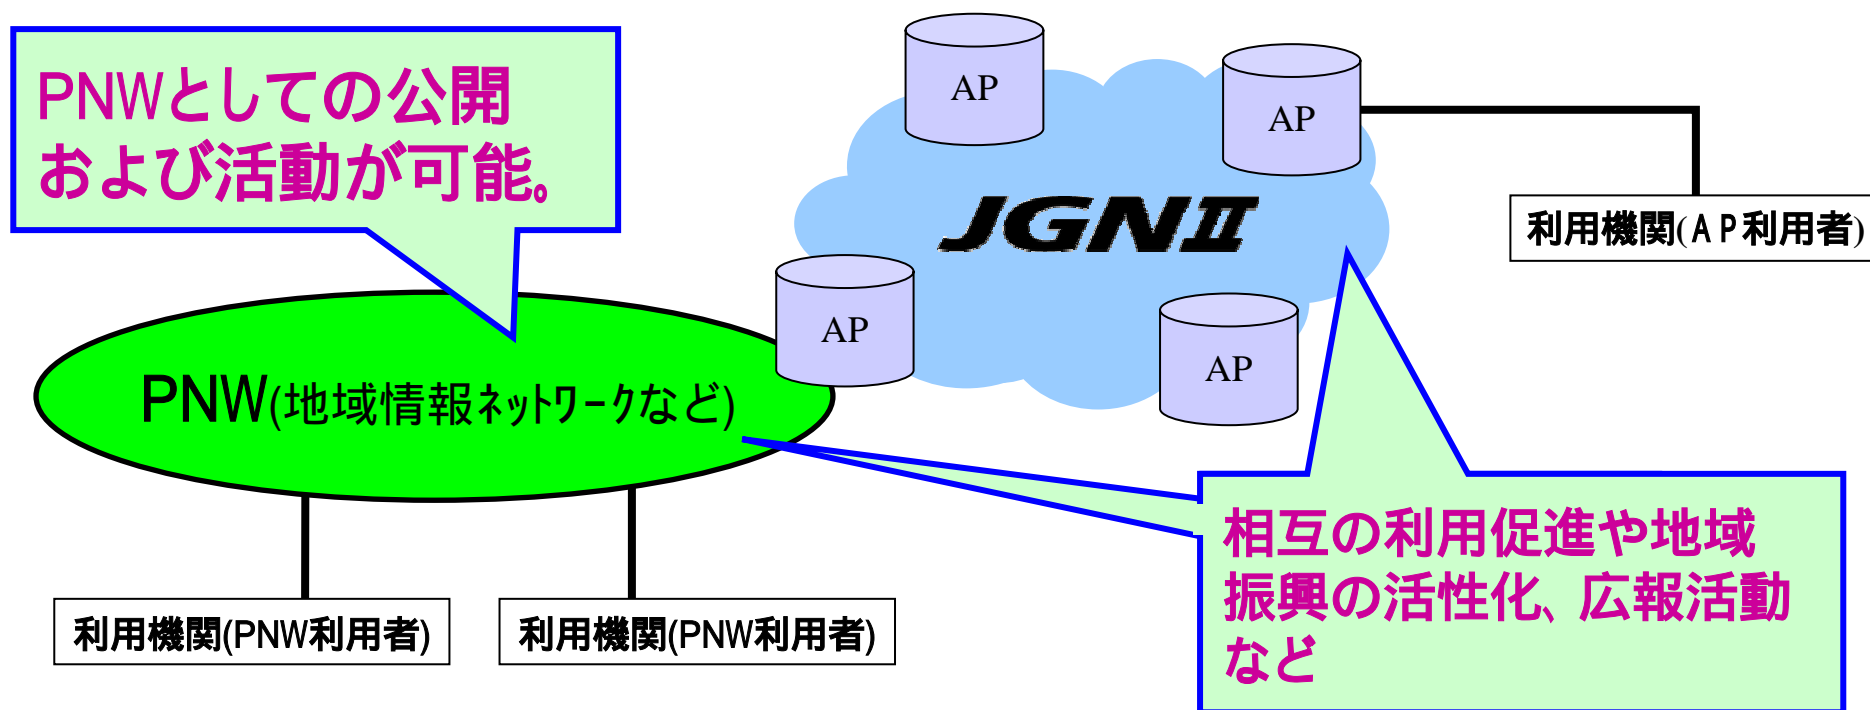 PNWとしての公開
および活動が可能。
AP
AP
JGNⅡ
利用機関(AP利用者)
AP
AP
PNW(地域情報ネットワークなど)
相互の利用促進や地域
振興の活性化、広報活動
など
利用機関(PNW利用者)
利用機関(PNW利用者)